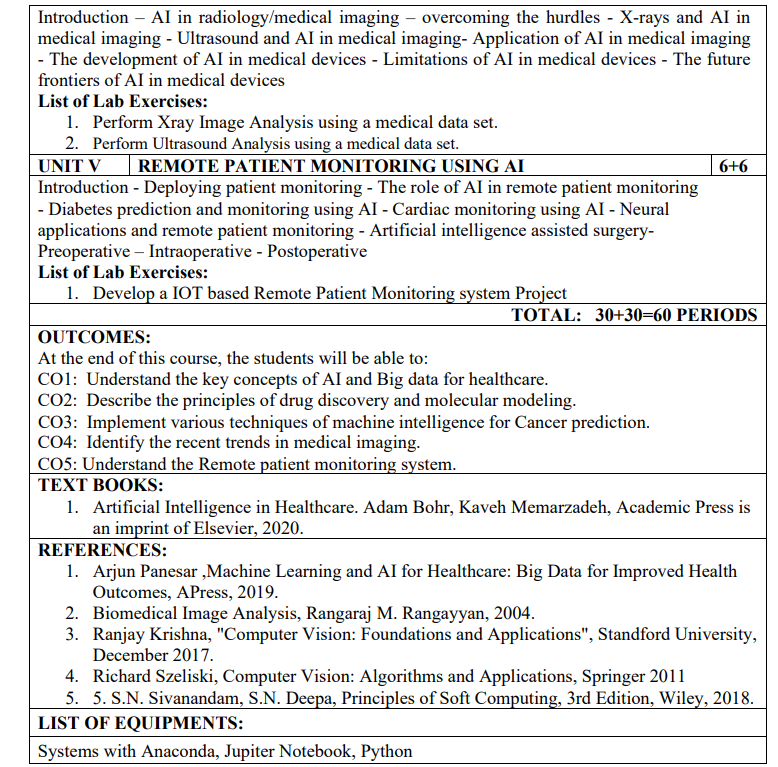 Introduction – AI in radiology/medical imaging – overcoming the hurdles - X-rays and AI in
medical imaging - Ultrasound and AI in medical imaging- Application of AI in medical imaging
- The development of AI in medical devices - Limitations of AI in medical devices - The future
frontiers of AI in medical devices
List of Lab Exercises:
1. Perform Xray Image Analysis using a medical data set.
2. Perform Ultrasound Analysis using a medical data set.
UNIT V REMOTE PATIENT MONITORING USING AI 6+6
Introduction - Deploying patient monitoring - The role of AI in remote patient monitoring
- Diabetes prediction and monitoring using AI - Cardiac monitoring using AI - Neural
applications and remote patient monitoring - Artificial intelligence assisted surgery-
Preoperative – Intraoperative - Postoperative
List of Lab Exercises:
1. Develop a IOT based Remote Patient Monitoring system Project
TOTAL: 30+30=60 PERIODS
OUTCOMES:
At the end of this course, the students will be able to:
CO1: Understand the key concepts of AI and Big data for healthcare.
CO2: Describe the principles of drug discovery and molecular modeling.
CO3: Implement various techniques of machine intelligence for Cancer prediction.
CO4: Identify the recent trends in medical imaging.
CO5: Understand the Remote patient monitoring system.
TEXT BOOKS:
1. Artificial Intelligence in Healthcare. Adam Bohr, Kaveh Memarzadeh, Academic Press is
an imprint of Elsevier, 2020.
REFERENCES:
1. Arjun Panesar ,Machine Learning and AI for Healthcare: Big Data for Improved Health
Outcomes, APress, 2019.
2. Biomedical Image Analysis, Rangaraj M. Rangayyan, 2004.
3. Ranjay Krishna, "Computer Vision: Foundations and Applications", Standford University,
December 2017.
4. Richard Szeliski, Computer Vision: Algorithms and Applications, Springer 2011
5. 5. S.N. Sivanandam, S.N. Deepa, Principles of Soft Computing, 3rd Edition, Wiley, 2018.
LIST OF EQUIPMENTS:
Systems with Anaconda, Jupiter Notebook, Python